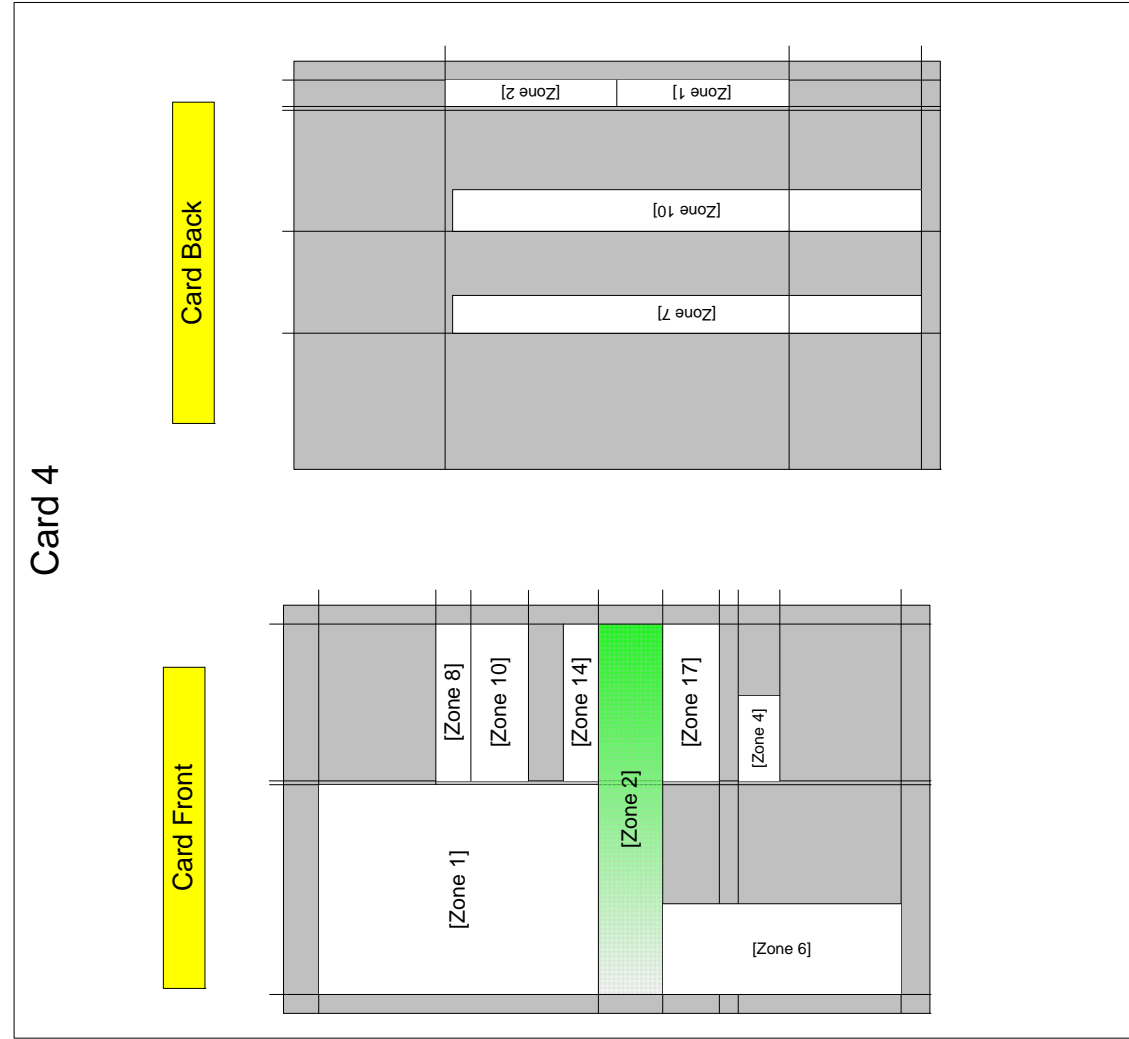 Card 4
Card Front
[Zone 1]
[Zone 8]
[Zone 10]
[Zone 14]
[Zone 2]
[Zone 17]
[Zone 4]
[Zone 6]
Card Back
[Zone 2]
[Zone 1]
[Zone 10]
[Zone 7]